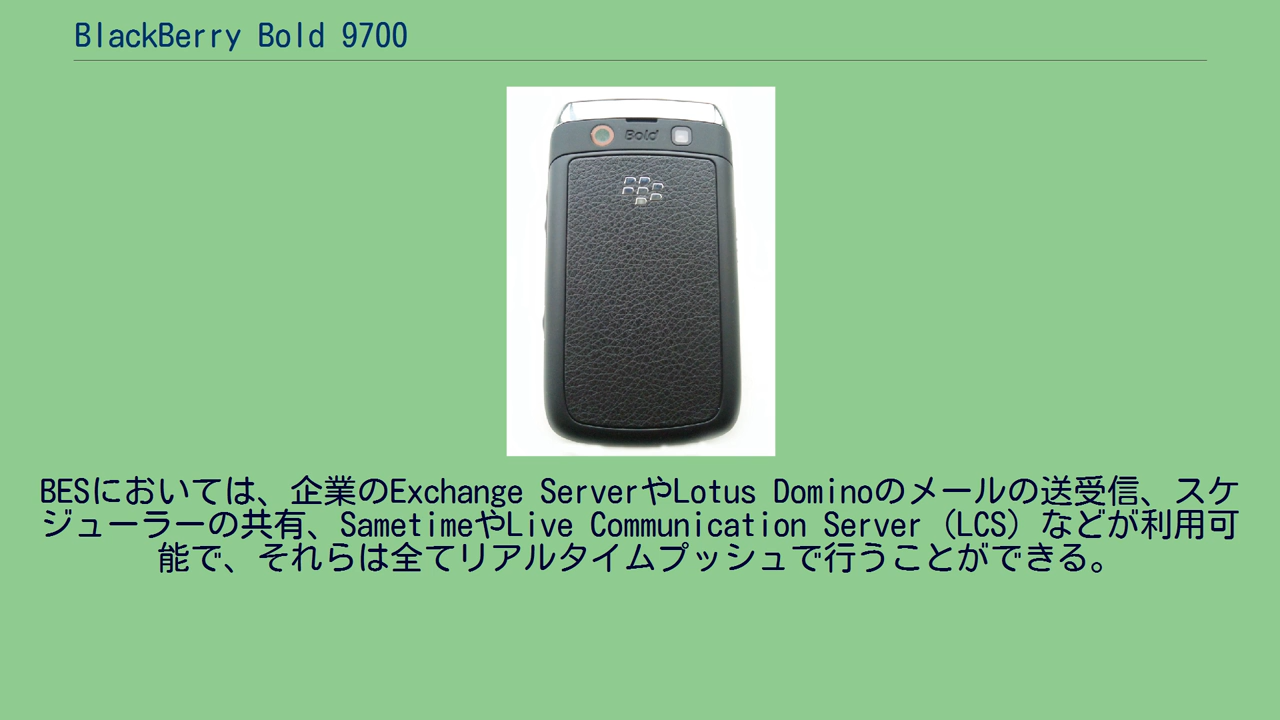 BlackBerry Bold 9700
Bold
BESにおいては、企業のExchange ServerやLotus Dominoのメールの送受信、スケ
ジューラーの共有、SametimeやLive Communication Server（LCS）などが利用可
能で、それらは全てリアルタイムプッシュで行うことができる。